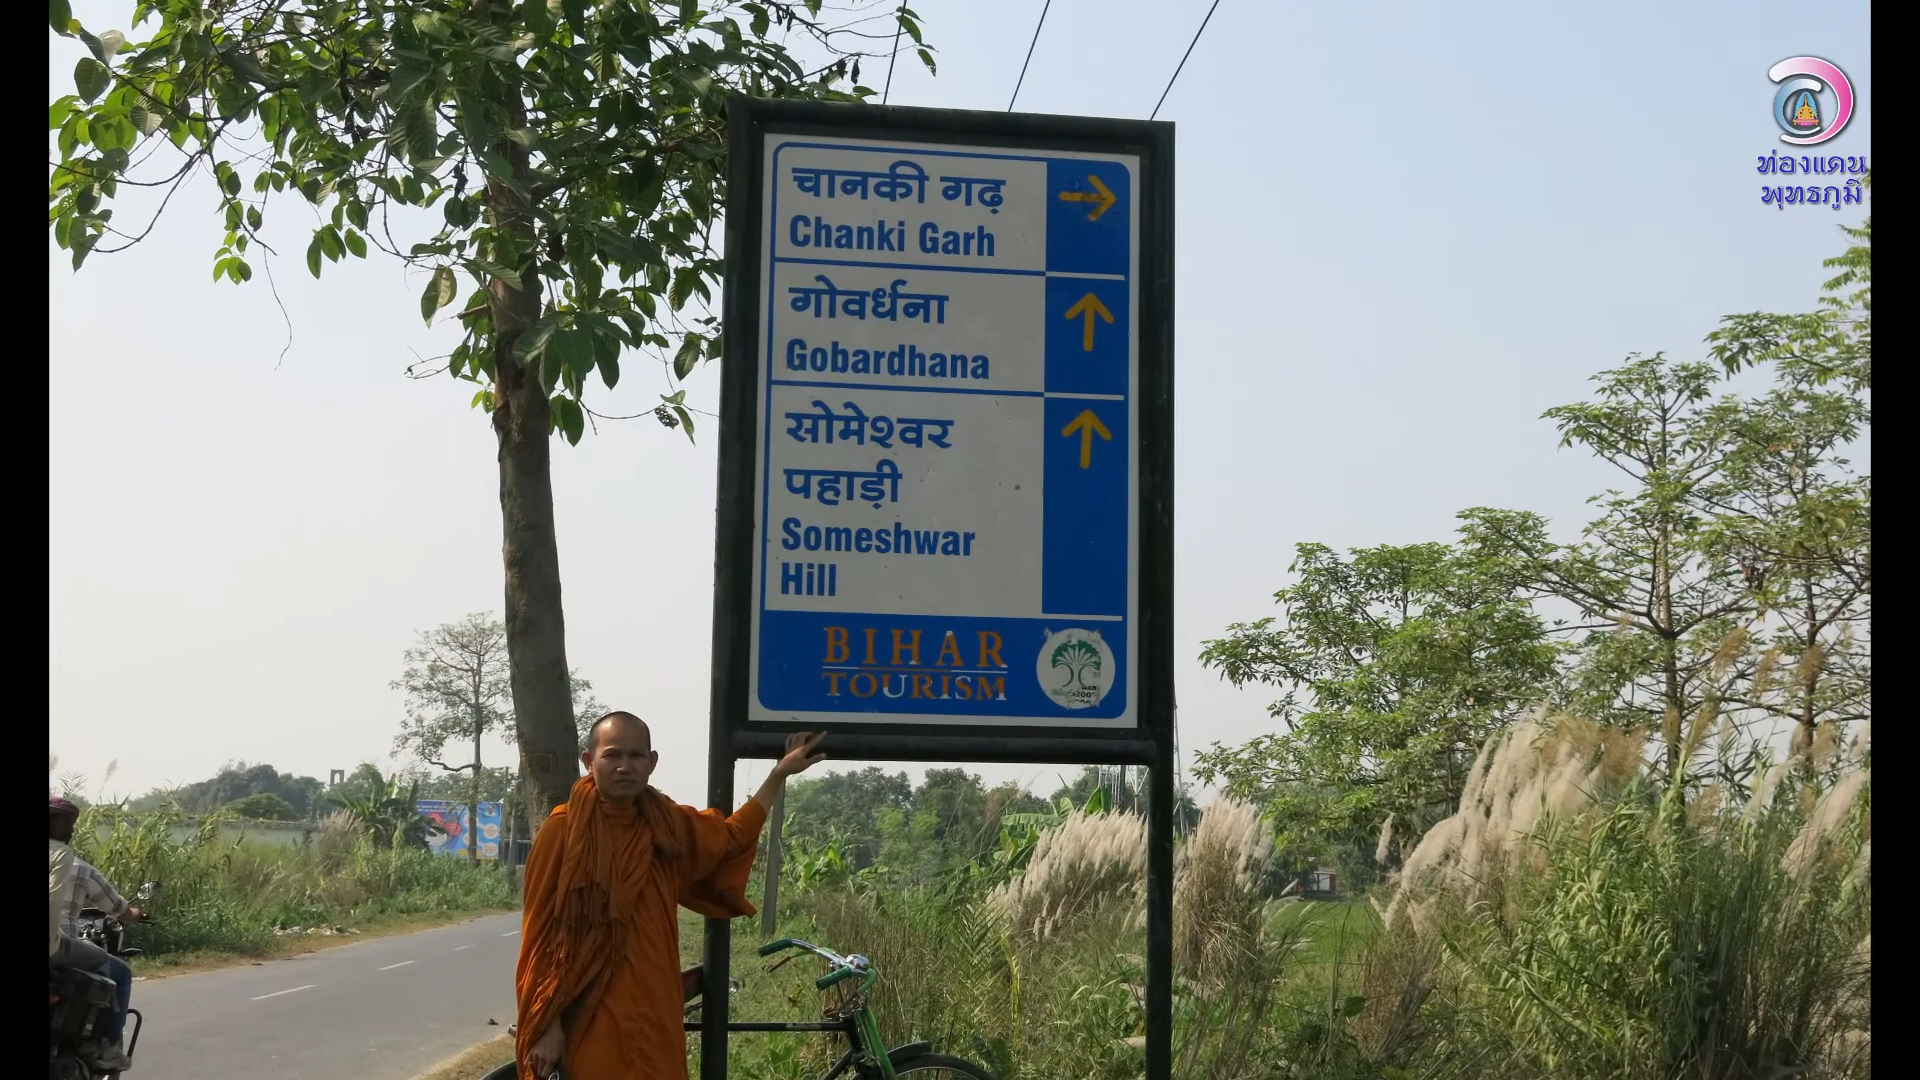 चानकी गढ़
Chanki Garh
गोवर्धना
Gobardhana
सोमेश्वर
पहाड़ी
Someshwar
Hill
BIHAR
TOURISM
ท่องแดน
พุทธภูมิ